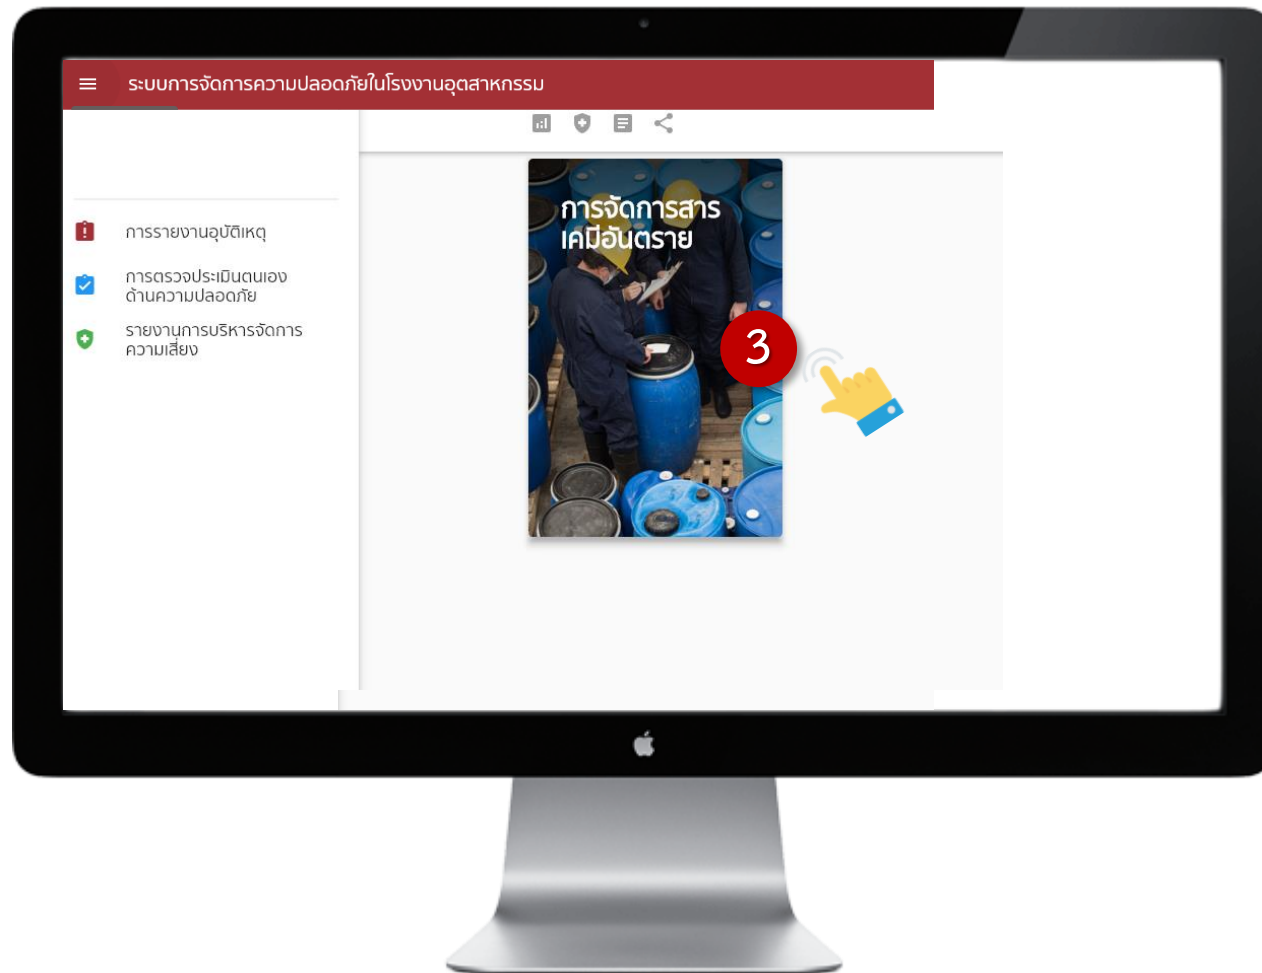 ระบบการจัดการความปลอดภัยในโรงงานอุตสาหกรรม
การรายงานอุบัติเหตุ
การตรวจประเมินตนเอง
ด้านความปลอดภัย
รายงานการบริหารจัดการ
ความเสี่ยง
การจัดการสาร
เคมีอันตราย
3